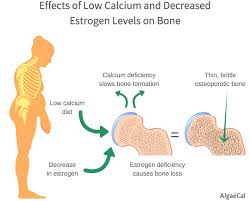 Effects of Low Calcium and Decreased
Estrogen Levels on Bone
Calcium deficiency
slows bone formation
Thin, brittle
osteoporotic bone
Low calcium
diet
=
Decrease
in estrogen
Estrogen deficiency
causes bone loss
AlgaeCal